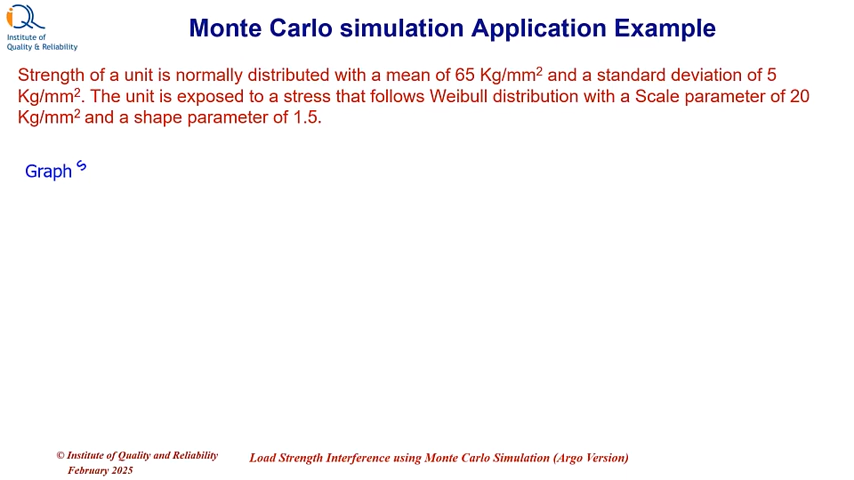 iQR
Institute of
Quality & Reliability
Monte Carlo simulation Application Example
Strength of a unit is normally distributed with a mean of 65 Kg/mm² and a standard deviation of 5
Kg/mm². The unit is exposed to a stress that follows Weibull distribution with a Scale parameter of 20
Kg/mm² and a shape parameter of 1.5.
Graph s
© Institute of Quality and Reliability
February 2025
Load Strength Interference using Monte Carlo Simulation (Argo Version)